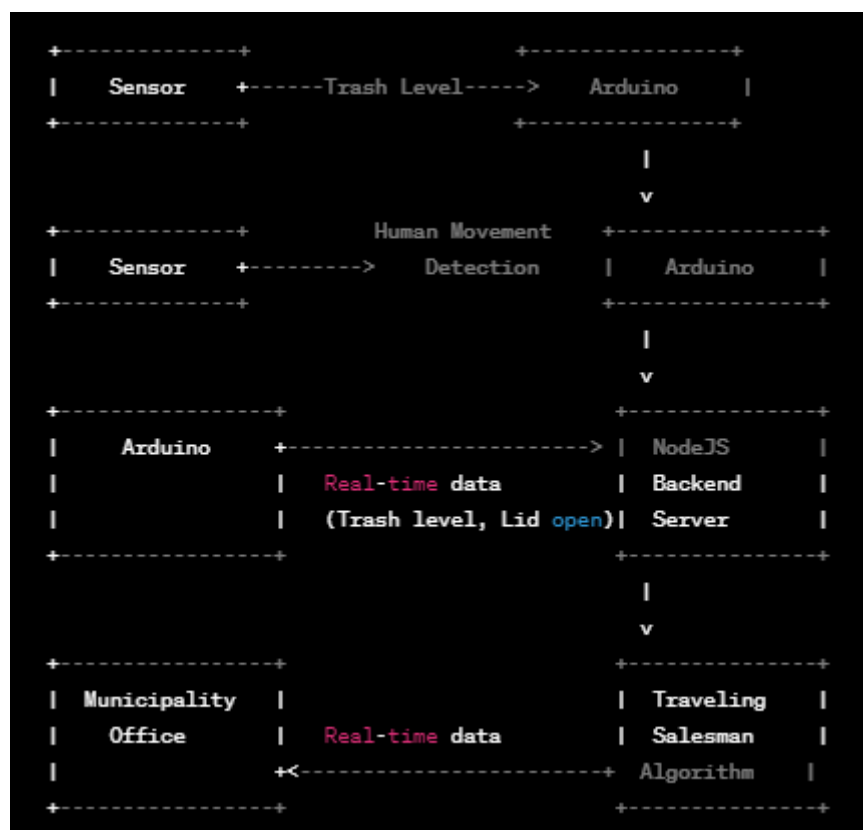 +--------------+                    +-----------------+
|    Sensor    +------Trash Level----->    Arduino     |
+--------------+                    +-----------------+
|
v
+--------------+          Human Movement    +----------------+
|    Sensor    +--------->    Detection     |    Arduino     |
+--------------+                            +----------------+
|
v
+-----------------+                          +---------------+
|     Arduino     +------------------------> |  NodeJS       |
|                 |   Real-time data         |  Backend      |
|                 |   (Trash level, Lid open)|  Server       |
+-----------------+                          +---------------+
|
v
+-----------------+                          +---------------+
|  Municipality   |                          |  Traveling    |
|    Office       |   Real-time data         |  Salesman     |
|                 +<------------------------+  Algorithm    |
+-----------------+                          +---------------+